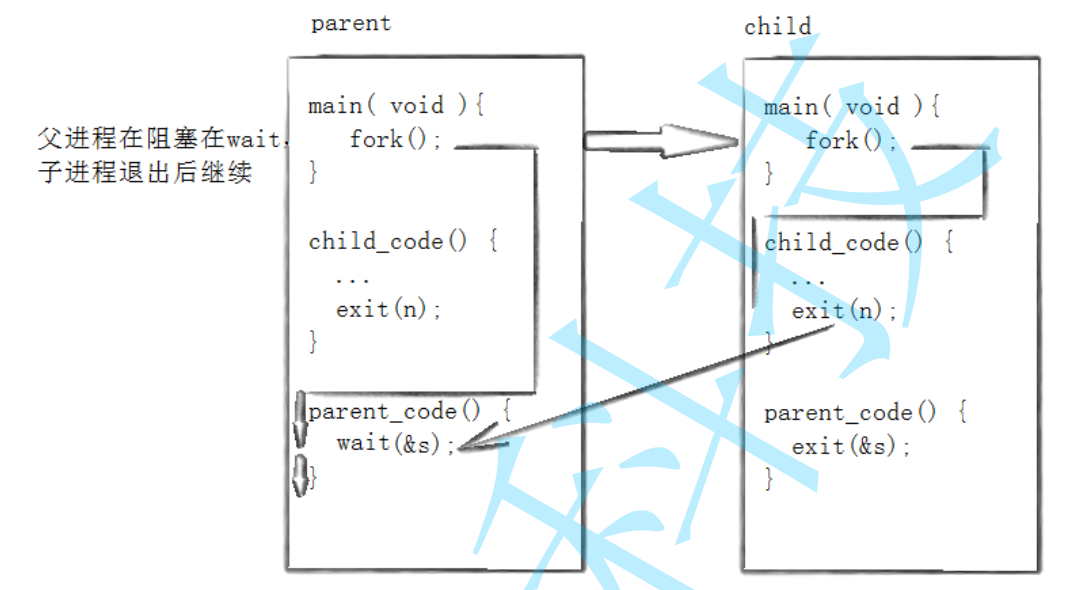 parent
child
父进程在阻塞在wait,
子进程退出后继续
main( void ){
fork();
}
child_code() {
...
exit(n);
}
parent_code() {
wait(&s);
}
main( void ){
fork();
}
child_code() {
...
exit(n);
}
parent_code() {
exit(&s);
}